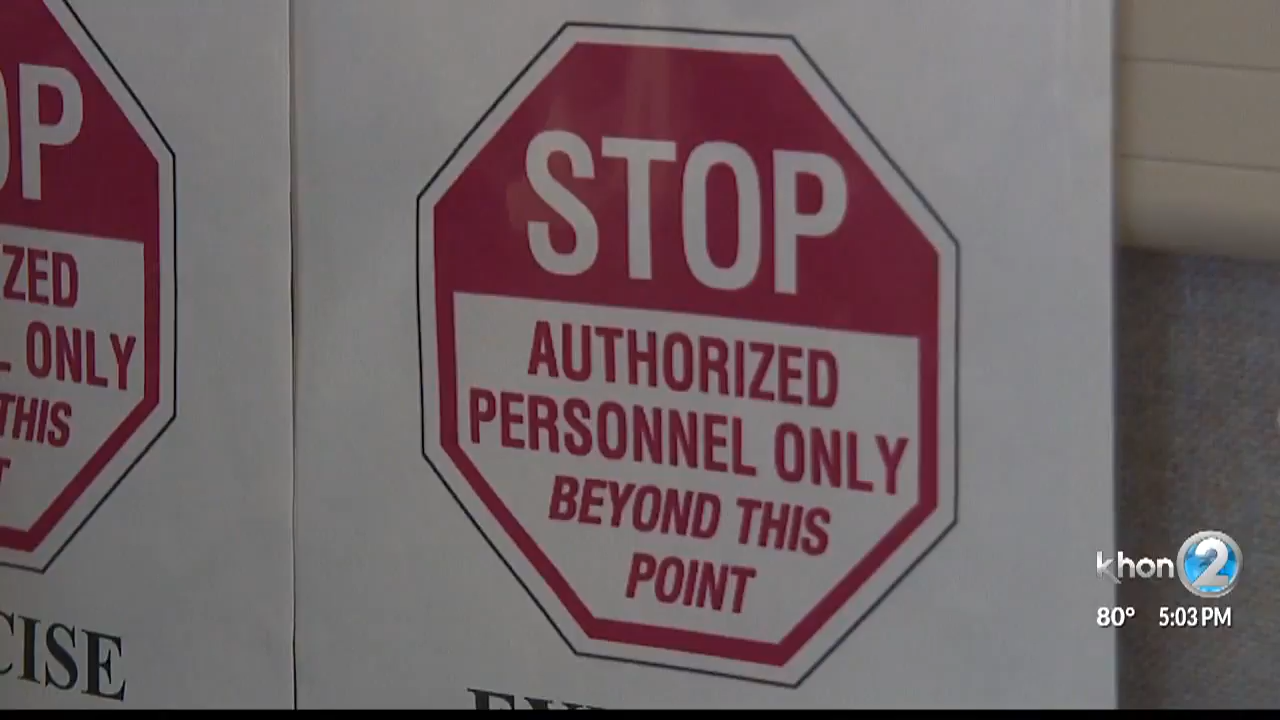 STOP
AUTHORIZED
PERSONNEL ONLY
BEYOND THIS
POINT
OP
ZED
L ONLY
THIS
T
CISE
khon 2
80° 5:03 PM